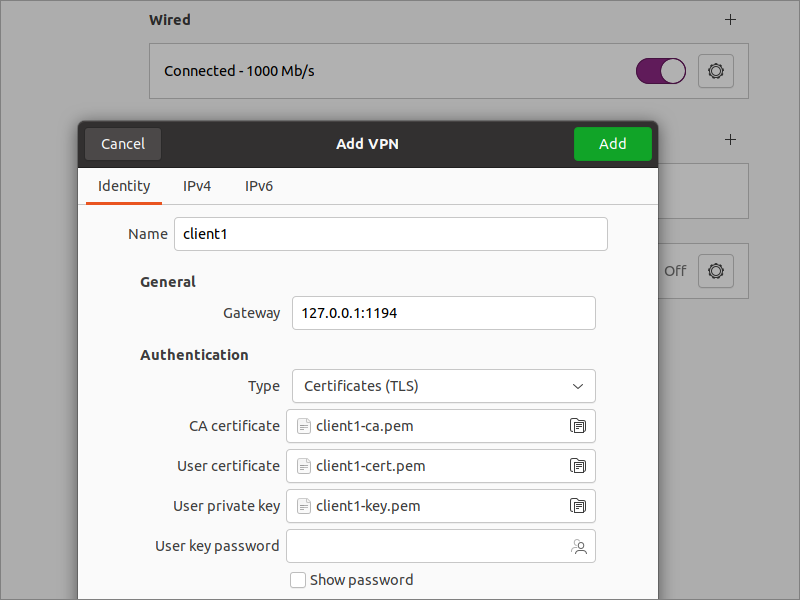 Wired
Connected - 1000 Mb/s
Cancel Add VPN Add
Identity IPv4 IPv6
Name client1
General
Gateway 127.0.0.1:1194
Off
Authentication
Type Certificates (TLS)
CA certificate client1-ca.pem
User certificate client1-cert.pem
User private key client1-key.pem
User key password
Show password